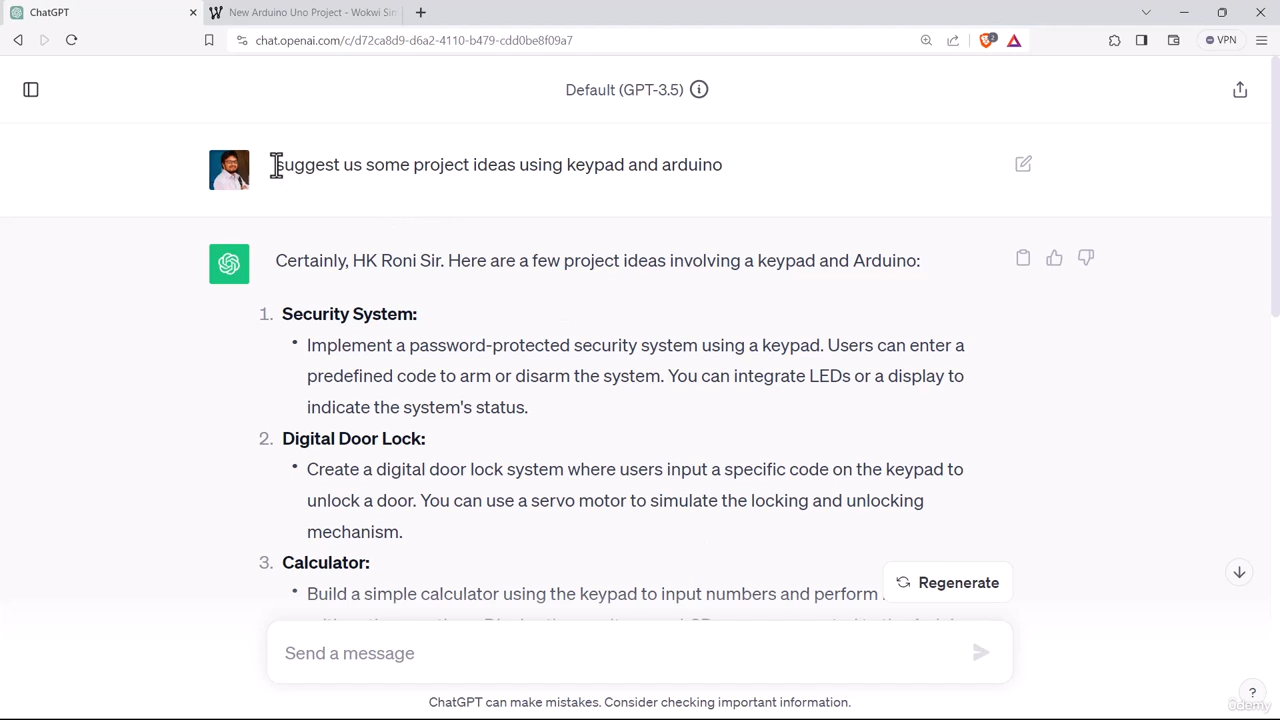 ChatGPT
New Arduino Uno Project - Wokwi Sim
chat.openai.com/c/d72ca8d9-d6a2-4110-b479-cdd0be8f09a7
2
VPN
Default (GPT-3.5)
suggest us some project ideas using keypad and arduino
Certainly, HK Roni Sir. Here are a few project ideas involving a keypad and Arduino:
1. Security System:
• Implement a password-protected security system using a keypad. Users can enter a
predefined code to arm or disarm the system. You can integrate LEDs or a display to
indicate the system's status.
2. Digital Door Lock:
• Create a digital door lock system where users input a specific code on the keypad to
unlock a door. You can use a servo motor to simulate the locking and unlocking
mechanism.
3. Calculator:
• Build a simple calculator using the keypad to input numbers and perform
Regenerate
Send a message
ChatGPT can make mistakes. Consider checking important information.
?
ûdemy